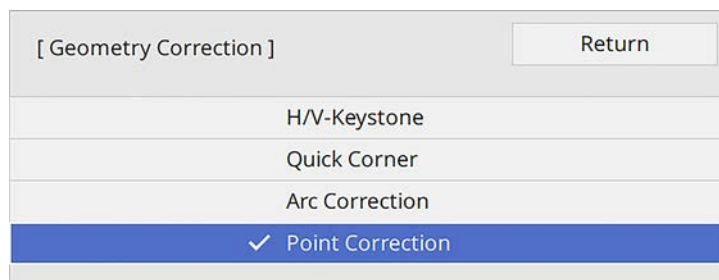 [ Geometry Correction ] Return
H/V-Keystone
Quick Corner
Arc Correction
✓ Point Correction